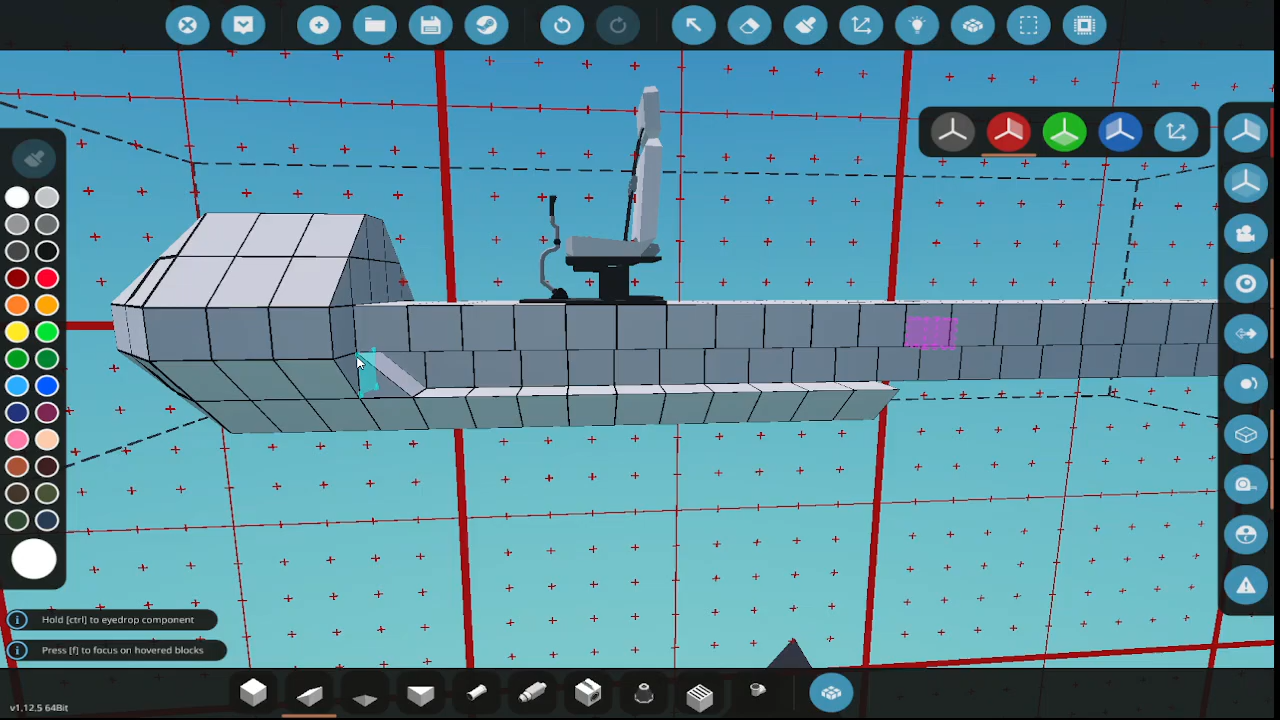 Hold [ctrl] to eyedrop component
Press [f] to focus on hovered blocks
v1.12.5 64Bit